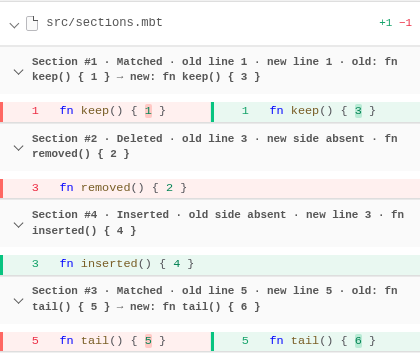 src/sections.mbt +1 −1
Section #1 · Matched · old line 1 · new line 1 · old: fn
keep() { 1 } → new: fn keep() { 3 }
1 fn keep() { 1 } 1 fn keep() { 3 }
Section #2 · Deleted · old line 3 · new side absent · fn
removed() { 2 }
3 fn removed() { 2 }
Section #4 · Inserted · old side absent · new line 3 · fn
inserted() { 4 }
3 fn inserted() { 4 }
Section #3 · Matched · old line 5 · new line 5 · old: fn
tail() { 5 } → new: fn tail() { 6 }
5 fn tail() { 5 } 5 fn tail() { 6 }